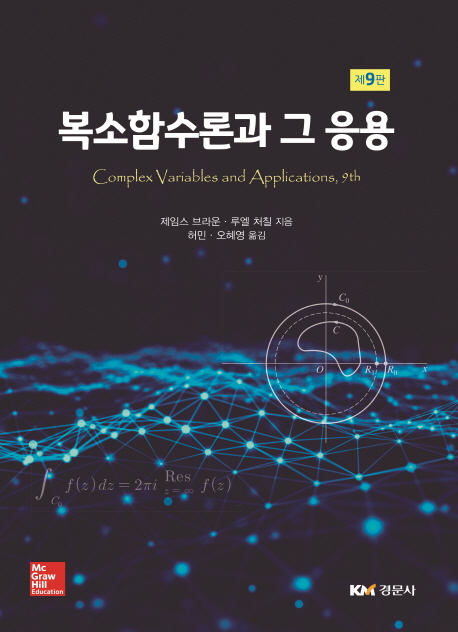 제9판
복소함수론과 그 응용
Complex Variables and Applications, 9th
제임스 브라운 · 루엘 처칠 지음
허민 · 오혜영 옮김
y
C₀
C
O
R₁
R₀
x
∫_{C₀} f(z) dz = 2πi Res_{z = ∞} f(z)
Mc
Graw
Hill
Education
KM 경문사